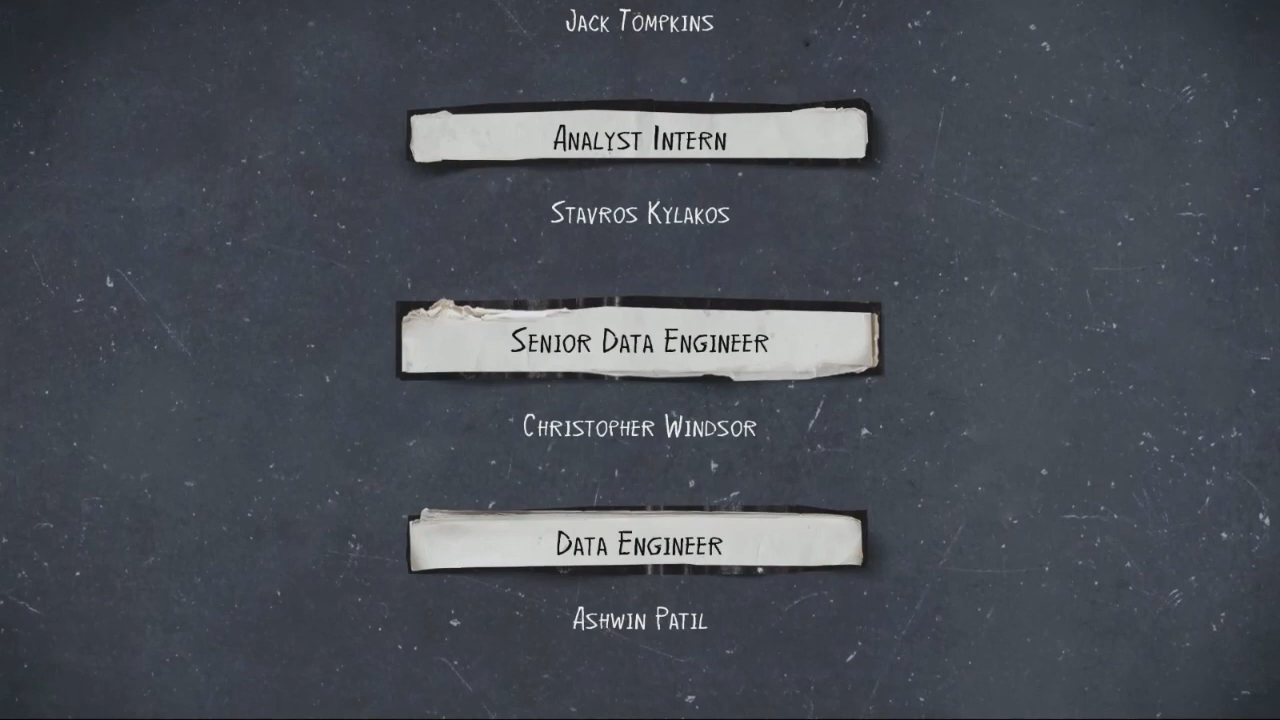 Jack Tompkins
Analyst Intern
Stavros Kylakos
Senior Data Engineer
Christopher Windsor
Data Engineer
Ashwin Patil